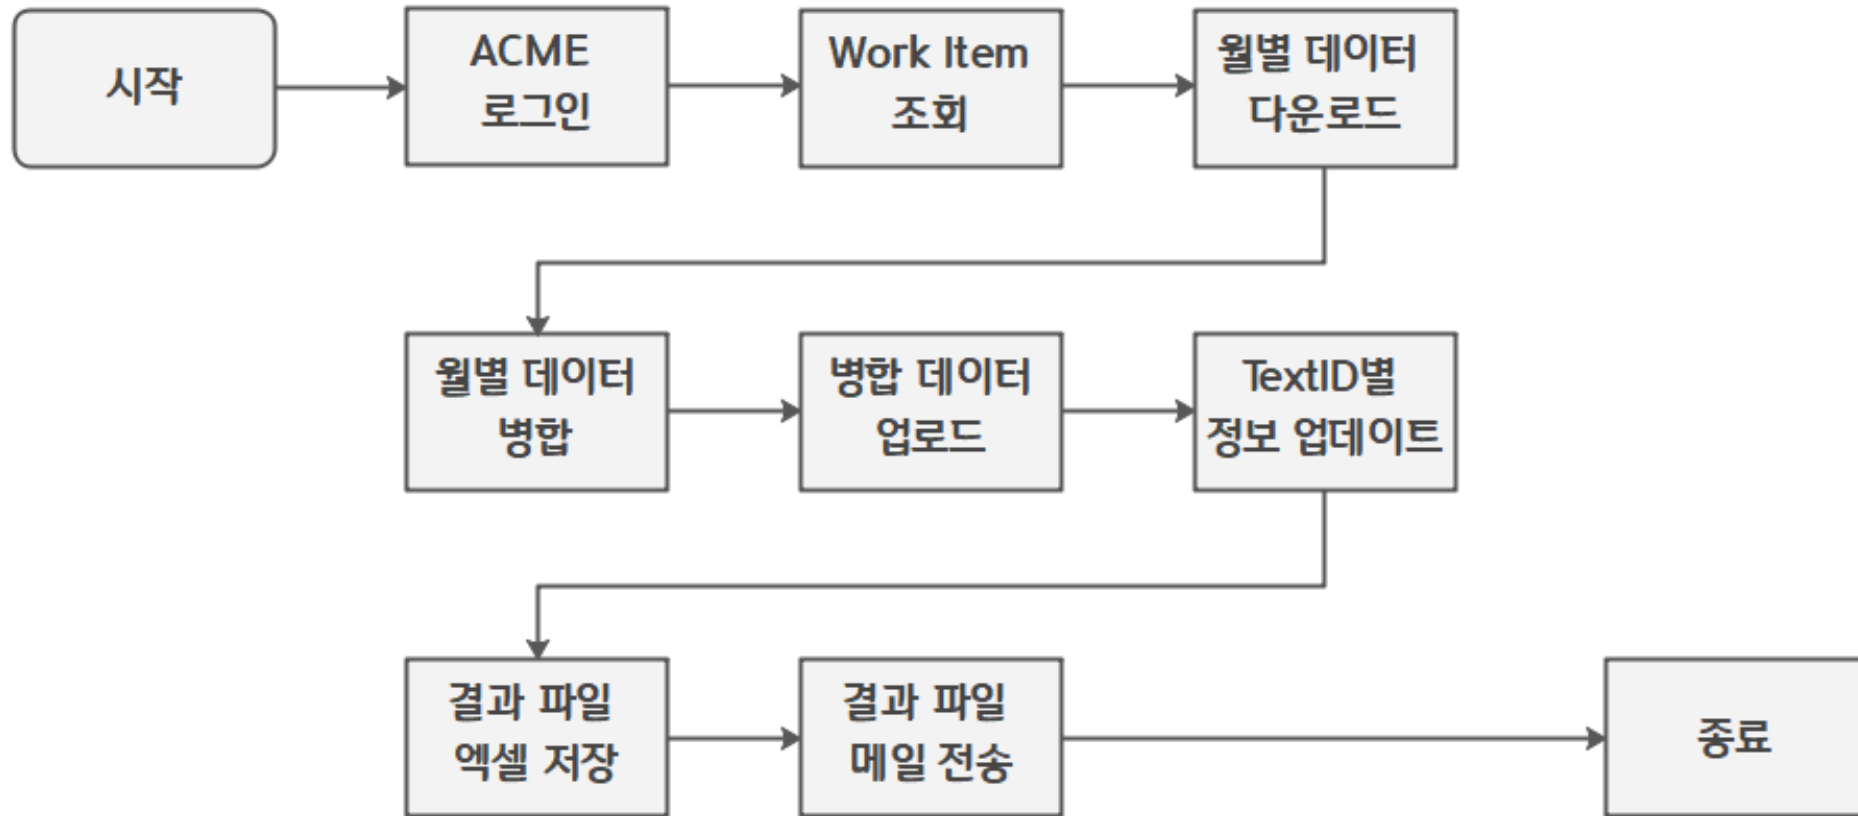 시작
ACME
로그인
Work Item
조회
월별 데이터
다운로드
월별 데이터
병합
병합 데이터
업로드
TextID별
정보 업데이트
결과 파일
엑셀 저장
결과 파일
메일 전송
종료